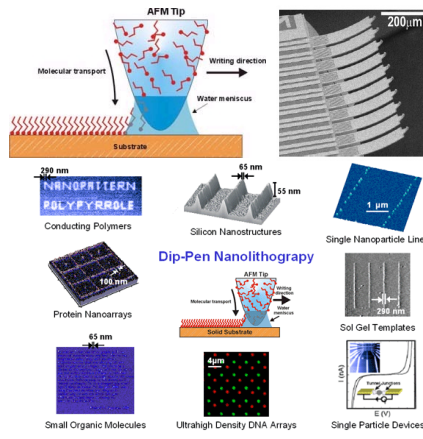 AFM Tip
200µm
Writing direction
Molecular transport
Water meniscus
Substrate
290 nm
NANOPATTERN
POLYPYRROLE
Conducting Polymers
65 nm
55 nm
Silicon Nanostructures
1 µm
Single Nanoparticle Line
Dip-Pen Nanolithograpy
100 nm
Protein Nanoarrays
AFM Tip
Writing
direction
Molecular transport
Water
meniscus
Solid Substrate
290 nm
Sol Gel Templates
65 nm
Small Organic Molecules
4µm
Ultrahigh Density DNA Arrays
I (nA)
Tunnel Junctions
E (V)
Single Particle Devices